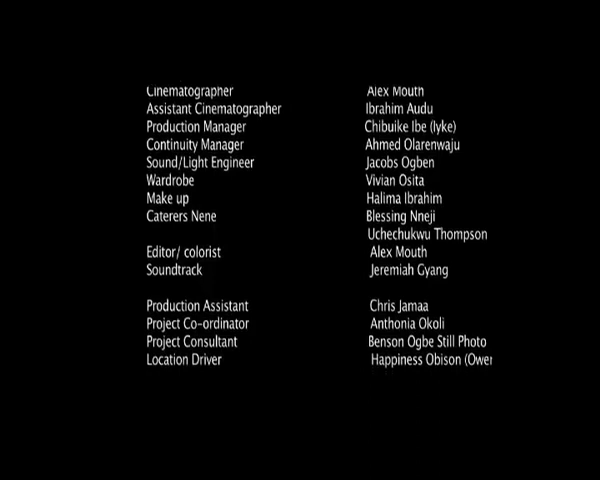 Cinematographer Alex Mouth
Assistant Cinematographer Ibrahim Audu
Production Manager Chibuike Ibe (Iyke)
Continuity Manager Ahmed Olarenwaju
Sound/Light Engineer Jacobs Ogben
Wardrobe Vivian Osita
Make up Halima Ibrahim
Caterers Nene Blessing Nneji
Uchechukwu Thompson
Editor/ colorist Alex Mouth
Soundtrack Jeremiah Gyang
Production Assistant Chris Jamaa
Project Co-ordinator Anthonia Okoli
Project Consultant Benson Ogbe Still Photo
Location Driver Happiness Obison (Ower